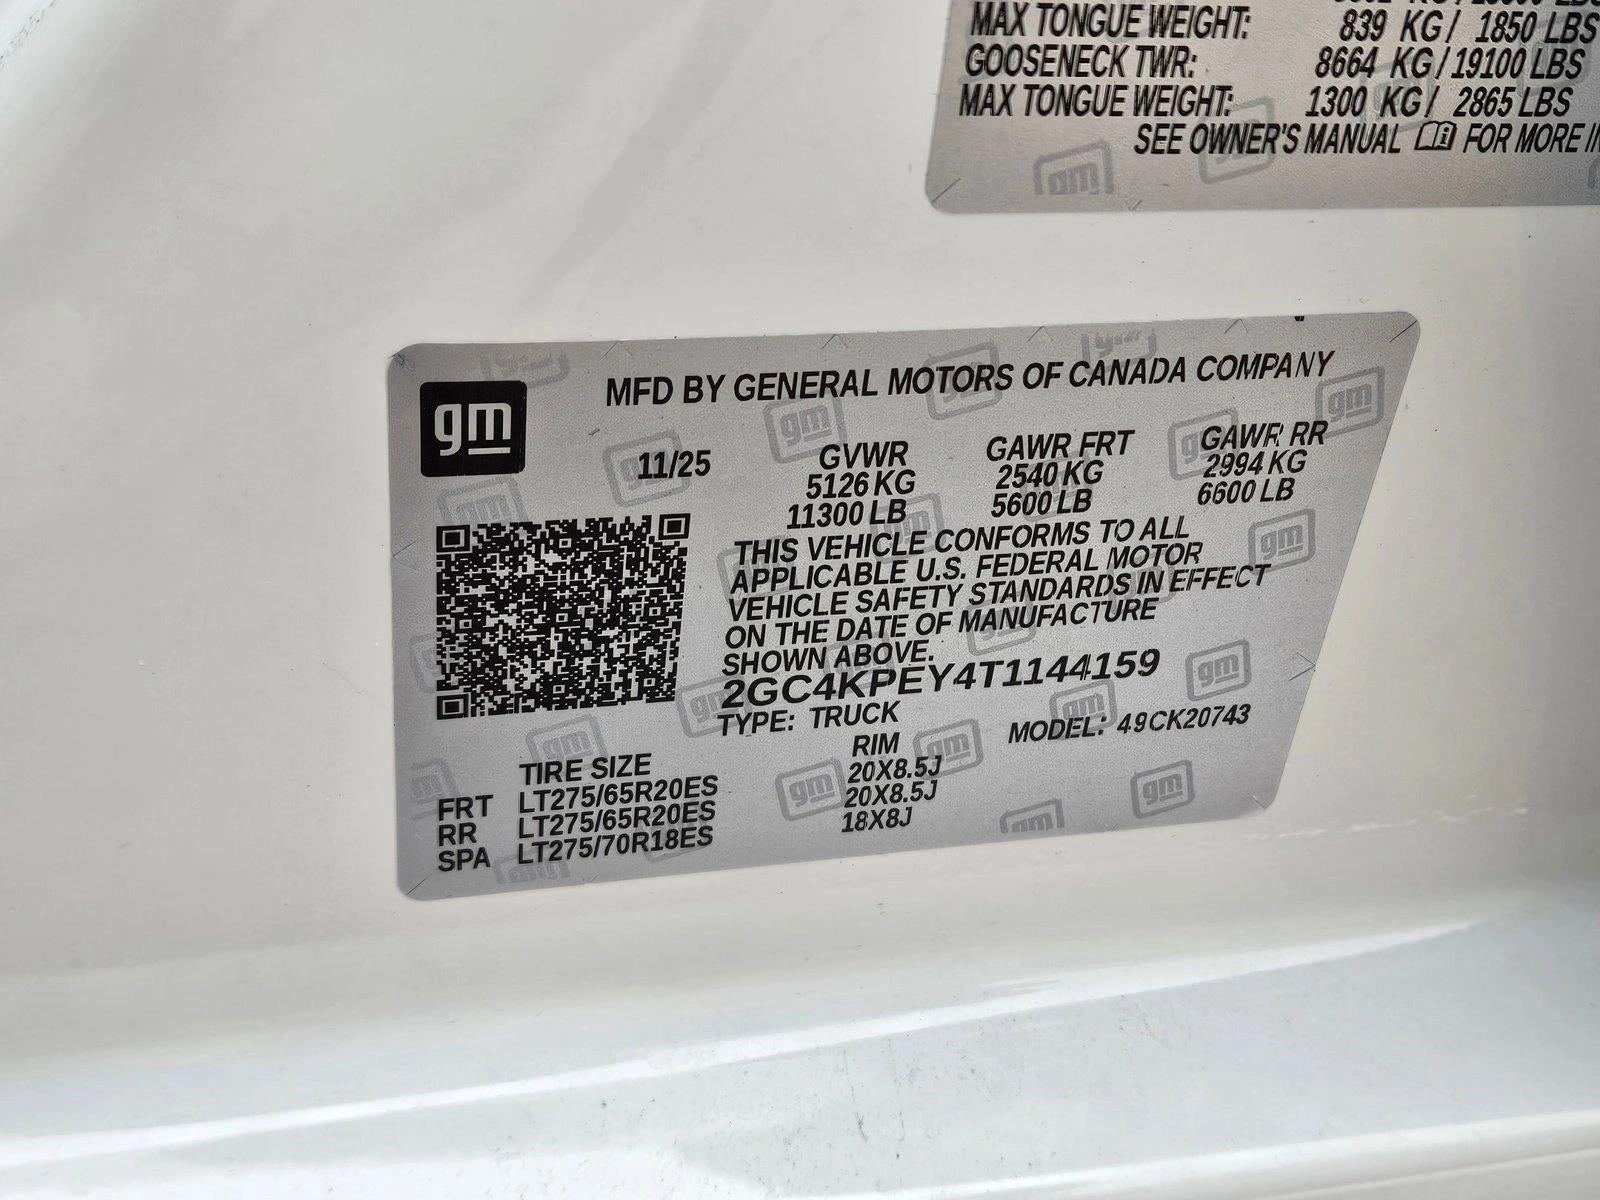 MAX TONGUE WEIGHT: 839 KG / 1850 LBS
GOOSENECK TWR: 8664 KG / 19100 LBS
MAX TONGUE WEIGHT: 1300 KG / 2865 LBS
SEE OWNER'S MANUAL FOR MORE
gm
MFD BY GENERAL MOTORS OF CANADA COMPANY
11/25 GVWR GAWR FRT GAWR RR
5126 KG 2540 KG 2994 KG
11300 LB 5600 LB 6600 LB
THIS VEHICLE CONFORMS TO ALL
APPLICABLE U.S. FEDERAL MOTOR
VEHICLE SAFETY STANDARDS IN EFFECT
ON THE DATE OF MANUFACTURE
SHOWN ABOVE.
2GC4KPEY4T1144159
TYPE: TRUCK MODEL: 49CK20743
TIRE SIZE RIM
FRT LT275/65R20ES 20X8.5J
RR LT275/65R20ES 20X8.5J
SPA LT275/70R18ES 18X8J